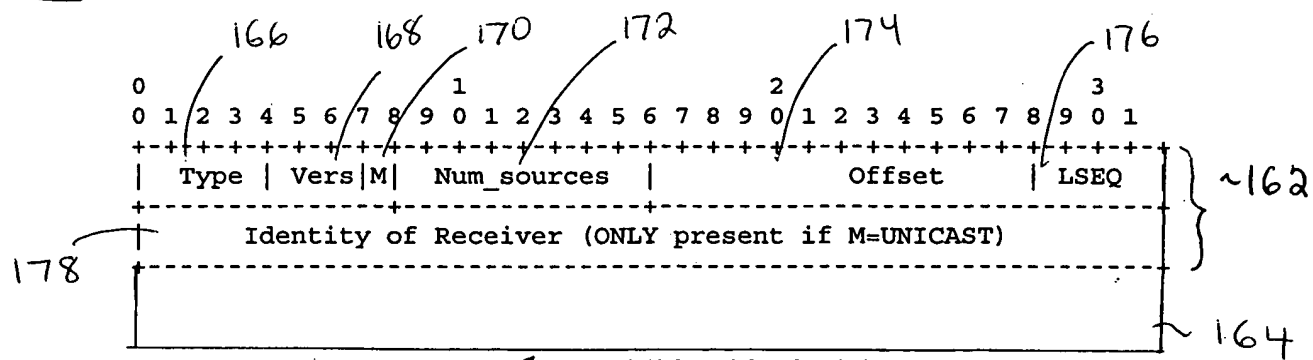 166 168 170 172 174 176
0 1 2 3
0 1 2 3 4 5 6 7 8 9 0 1 2 3 4 5 6 7 8 9 0 1 2 3 4 5 6 7 8 9 0 1
+-+-+-+-+-+-+-+-+-+-+-+-+-+-+-+-+-+-+-+-+-+-+-+-+-+-+-+-+-+-+-+-+
| Type | Vers|M| Num_sources | Offset | LSEQ ~162
+---------------+---------------+-------------------------------+
178 | Identity of Receiver (ONLY present if M=UNICAST)
+---------------------------------------------------------------+
~ 164